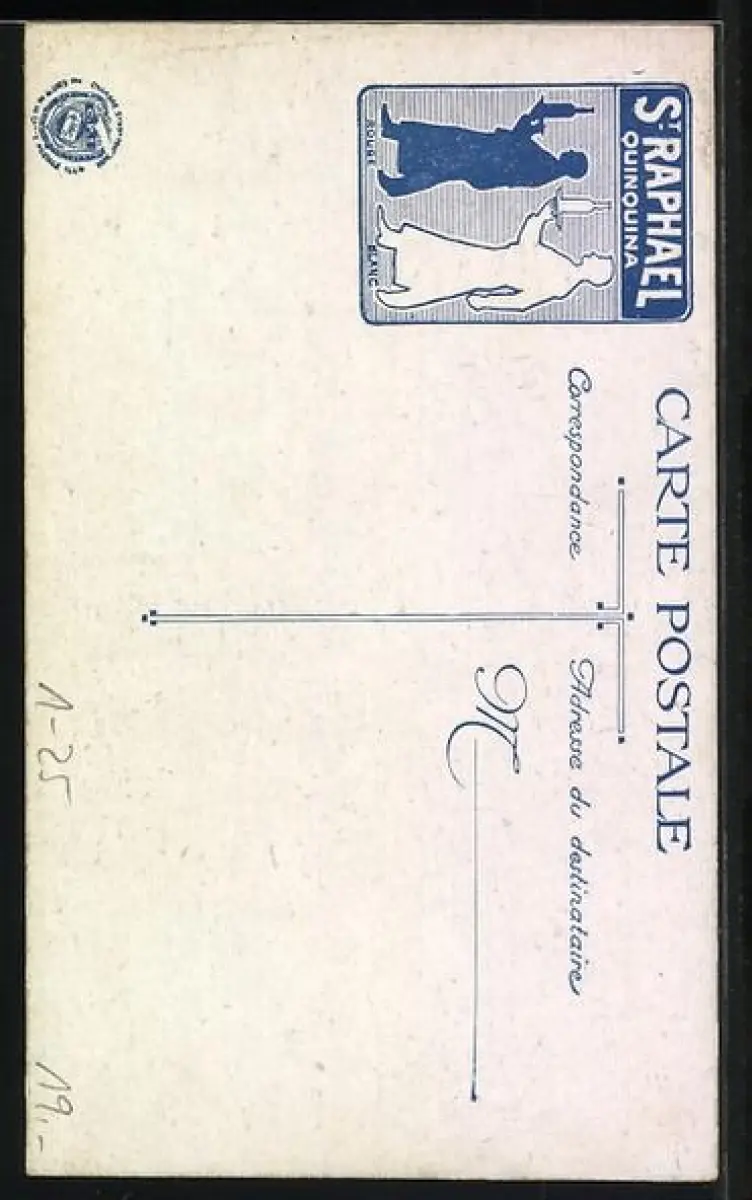 ST RAPHAEL
QUINQUINA
ROUGE
BLANC
CARTE POSTALE
Correspondance
Adresse du destinataire
M
1-25
19,-